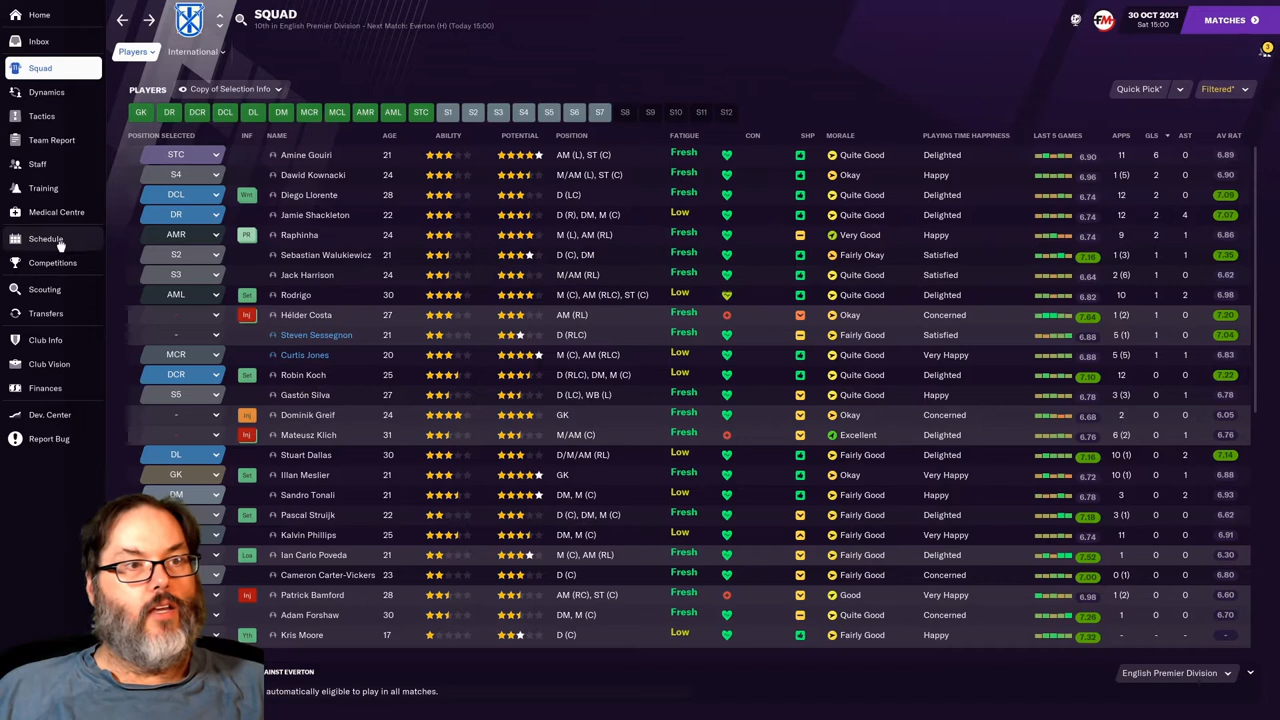 Home
SQUAD
10th in English Premier Division - Next Match: Everton (H) (Today 15:00)
30 OCT 2021
Sat 15:00
MATCHES
Inbox
Squad
Dynamics
Tactics
Team Report
Staff
Training
Medical Centre
Schedule
Competitions
Scouting
Transfers
Club Info
Club Vision
Finances
Dev. Center
Report Bug
Players
International
3
PLAYERS
Copy of Selection Info
Quick Pick*
Filtered*
GK DR DCR DCL DL DM MCR MCL AMR AML STC S1 S2 S3 S4 S5 S6 S7 S8 S9 S10 S11 S12
POSITION SELECTED INF NAME AGE ABILITY POTENTIAL POSITION FATIGUE CON SHP MORALE PLAYING TIME HAPPINESS LAST 5 GAMES APPS GLS AST AV RAT
STC Amine Gouiri 21 AM (L), ST (C) Fresh Quite Good Delighted 6.90 11 6 0 6.89
S4 Dawid Kownacki 24 M/AM (L), ST (C) Fresh Okay Happy 6.96 1 (5) 2 0 6.90
DCL Wnt Diego Llorente 28 D (LC) Fresh Quite Good Delighted 6.74 12 2 0 7.09
DR Jamie Shackleton 22 D (R), DM, M (C) Low Quite Good Delighted 6.74 12 2 4 7.07
AMR PR Raphinha 24 M (L), AM (RL) Fresh Very Good Happy 6.74 9 2 1 6.86
S2 Sebastian Walukiewicz 21 D (C), DM Fresh Fairly Okay Satisfied 7.16 1 (3) 1 1 7.35
S3 Jack Harrison 24 M/AM (RL) Fresh Quite Good Satisfied 6.64 2 (6) 1 0 6.62
AML Set Rodrigo 30 M (C), AM (RLC), ST (C) Low Quite Good Delighted 6.82 10 1 2 6.98
- Inj Hélder Costa 27 AM (RL) Fresh Okay Concerned 7.64 1 (2) 1 0 7.20
- Steven Sessegnon 21 D (RLC) Fresh Fairly Good Satisfied 6.88 5 (1) 1 0 7.04
MCR Curtis Jones 20 M (C), AM (RLC) Low Quite Good Very Happy 6.88 5 (5) 1 1 6.83
DCR Set Robin Koch 25 D (RLC), DM, M (C) Low Quite Good Delighted 7.10 12 0 0 7.22
S5 Gastón Silva 27 D (LC), WB (L) Fresh Quite Good Very Happy 6.88 3 (3) 0 1 6.78
- Inj Dominik Greif 24 GK Fresh Okay Concerned 6.68 2 0 0 6.05
- Inj Mateusz Klich 31 M/AM (C) Fresh Excellent Delighted 6.76 6 (2) 0 1 6.76
DL Stuart Dallas 30 D/M/AM (RL) Low Fairly Good Delighted 7.16 10 (1) 0 2 7.14
GK Set Illan Meslier 21 GK Fresh Okay Very Happy 6.72 10 (1) 0 1 6.88
DM Sandro Tonali 21 DM, M (C) Low Fairly Good Happy 6.78 3 0 2 6.93
Set Pascal Struijk 22 D (C), DM, M (C) Fresh Fairly Good Delighted 7.18 3 (1) 0 0 6.62
Kalvin Phillips 25 DM, M (C) Low Fairly Good Very Happy 6.74 11 0 0 6.91
Loa Ian Carlo Poveda 21 M (C), AM (RL) Fresh Fairly Good Delighted 7.52 1 0 0 6.30
Cameron Carter-Vickers 23 D (C) Fresh Fairly Good Concerned 7.00 0 (1) 0 0 6.80
Inj Patrick Bamford 28 AM (RC), ST (C) Fresh Good Very Happy 6.98 1 (2) 0 0 6.60
Adam Forshaw 30 DM, M (C) Fresh Quite Good Concerned 7.26 1 0 0 6.70
Yth Kris Moore 17 D (C) Low Fairly Good Happy 7.32 - - - -
AGAINST EVERTON
automatically eligible to play in all matches.
English Premier Division